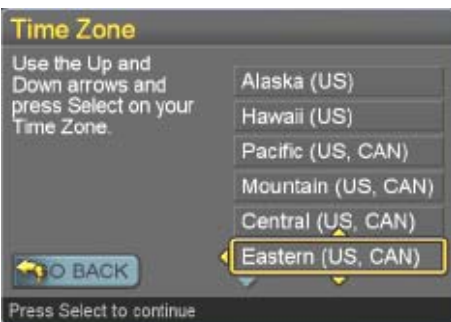 Time Zone
Use the Up and
Down arrows and
press Select on your
Time Zone.
Alaska (US)
Hawaii (US)
Pacific (US, CAN)
Mountain (US, CAN)
Central (US, CAN)
Eastern (US, CAN)
GO BACK
Press Select to continue